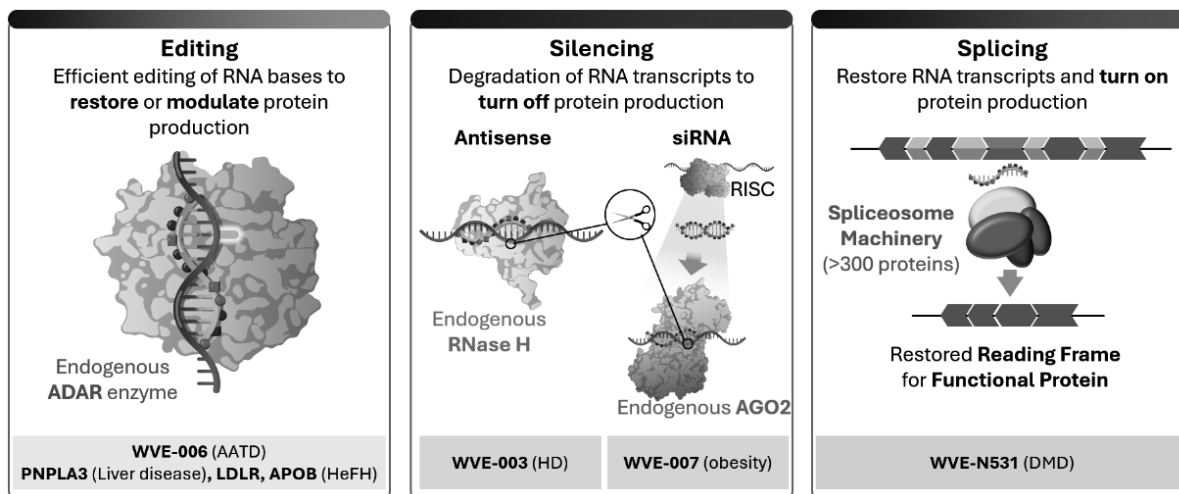 Editing
Efficient editing of RNA bases to
restore or modulate protein
production
Endogenous
ADAR enzyme
WVE-006 (AATD)
PNPLA3 (Liver disease), LDLR, APOB (HeFH)
Silencing
Degradation of RNA transcripts to
turn off protein production
Antisense
siRNA
RISC
Endogenous
RNase H
Endogenous AGO2
WVE-003 (HD)
WVE-007 (obesity)
Splicing
Restore RNA transcripts and turn on
protein production
Spliceosome
Machinery
(>300 proteins)
Restored Reading Frame
for Functional Protein
WVE-N531 (DMD)